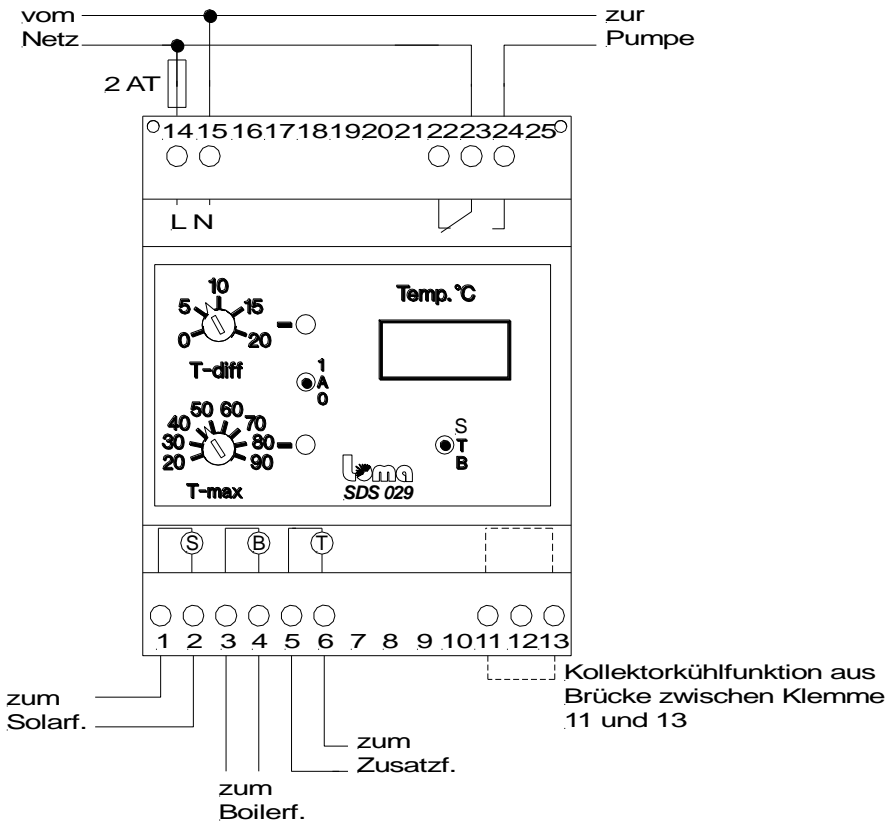 vom
zur
Netz
Pumpe
2 AT
14 15 16 17 18 19 20 21 22 23 24 25
L N
0 5 10 15 20
T-diff
Temp. °C
1
A
0
20 30 40 50 60 70 80 90
T-max
S
T
B
Loma
SDS 029
S B T
1 2 3 4 5 6 7 8 9 10 11 12 13
Kollektorkühlfunktion aus
Brücke zwischen Klemme
11 und 13
zum
Solarf.
zum
Zusatzf.
zum
Boilerf.